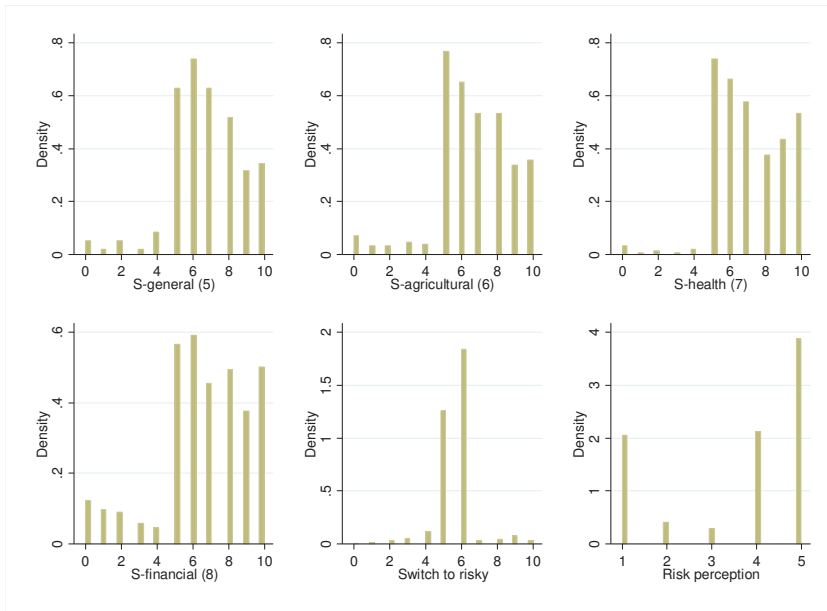 Density
0 .2 .4 .6 .8
0 2 4 6 8 10
S-general (5)
Density
0 .2 .4 .6 .8
0 2 4 6 8 10
S-agricultural (6)
Density
0 .2 .4 .6 .8
0 2 4 6 8 10
S-health (7)
Density
0 .2 .4 .6
0 2 4 6 8 10
S-financial (8)
Density
0 .5 1 1.5 2
0 2 4 6 8 10
Switch to risky
Density
0 1 2 3 4
1 2 3 4 5
Risk perception